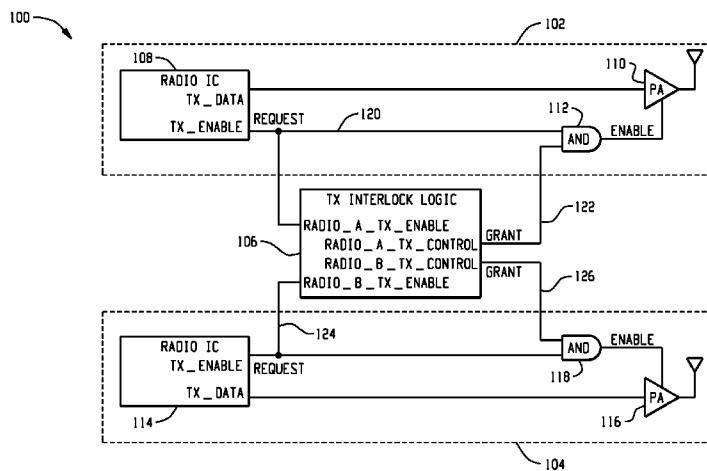 100
102
108
RADIO IC
TX_DATA
TX_ENABLE
REQUEST
120
110
PA
112
AND
ENABLE
TX INTERLOCK LOGIC
106
RADIO_A_TX_ENABLE
RADIO_A_TX_CONTROL
GRANT
122
RADIO_B_TX_CONTROL
GRANT
126
RADIO_B_TX_ENABLE
124
RADIO IC
TX_ENABLE
REQUEST
TX_DATA
114
AND
ENABLE
118
PA
116
104